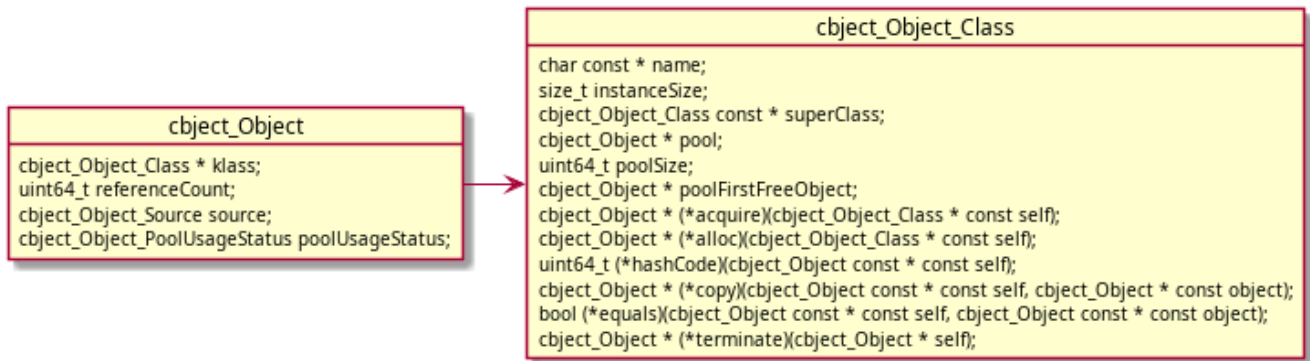 cbject_Object
cbject_Object_Class * klass;
uint64_t referenceCount;
cbject_Object_Source source;
cbject_Object_PoolUsageStatus poolUsageStatus;
cbject_Object_Class
char const * name;
size_t instanceSize;
cbject_Object_Class const * superClass;
cbject_Object * pool;
uint64_t poolSize;
cbject_Object * poolFirstFreeObject;
cbject_Object * (*acquire)(cbject_Object_Class * const self);
cbject_Object * (*alloc)(cbject_Object_Class * const self);
uint64_t (*hashCode)(cbject_Object const * const self);
cbject_Object * (*copy)(cbject_Object const * const self, cbject_Object * const object);
bool (*equals)(cbject_Object const * const self, cbject_Object const * const object);
cbject_Object * (*terminate)(cbject_Object * self);